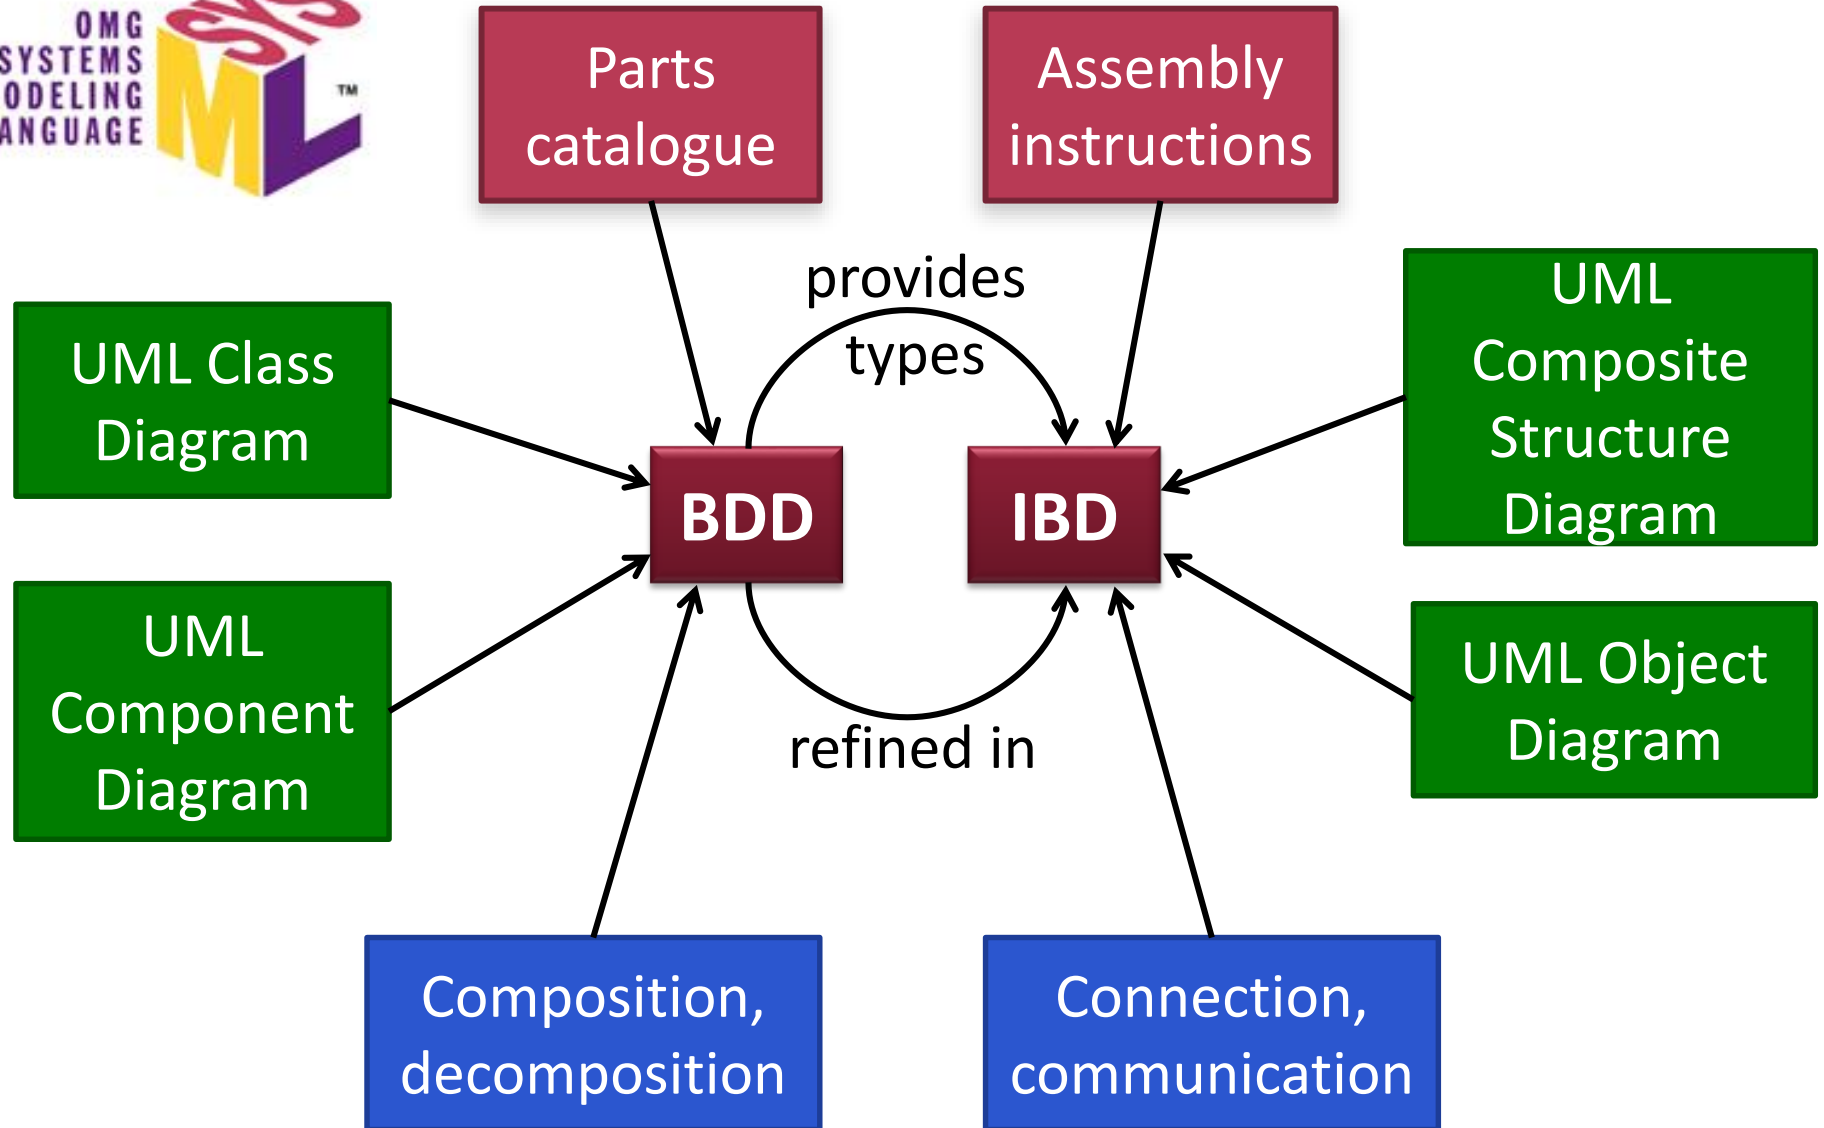 OMG
SYSTEMS
ODELING
ANGUAGE
SYS
ML
TM
Parts
catalogue
Assembly
instructions
provides
types
UML Class
Diagram
UML
Composite
Structure
Diagram
BDD
IBD
UML
Component
Diagram
UML Object
Diagram
refined in
Composition,
decomposition
Connection,
communication